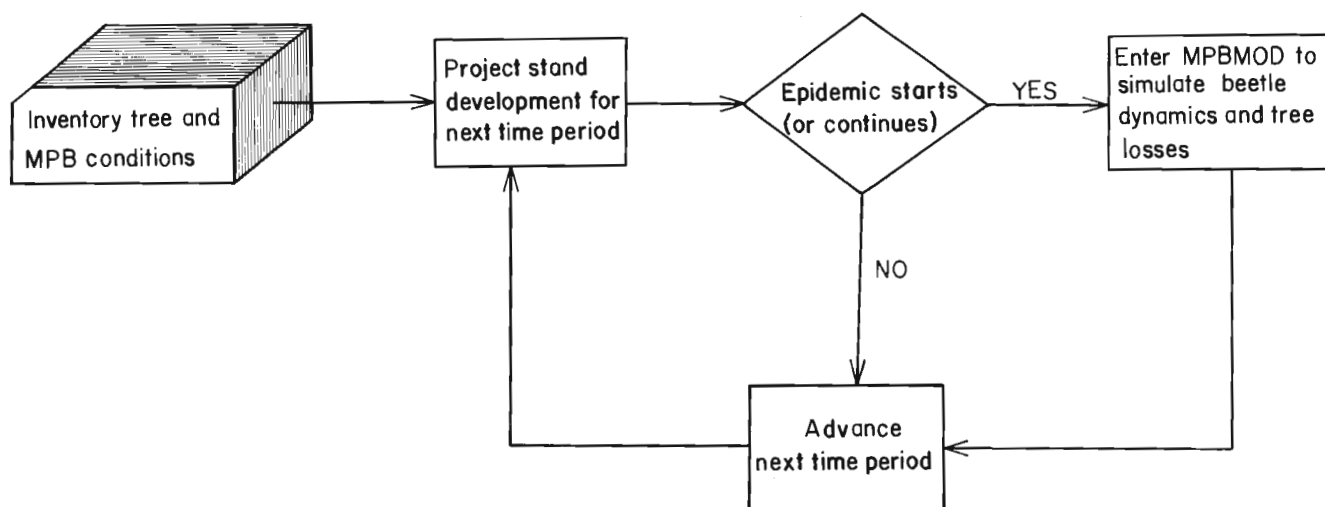 Inventory tree and
MPB conditions
Project stand
development for
next time period
Epidemic starts
(or continues)
YES
Enter MPBMOD to
simulate beetle
dynamics and tree
losses
NO
Advance
next time period